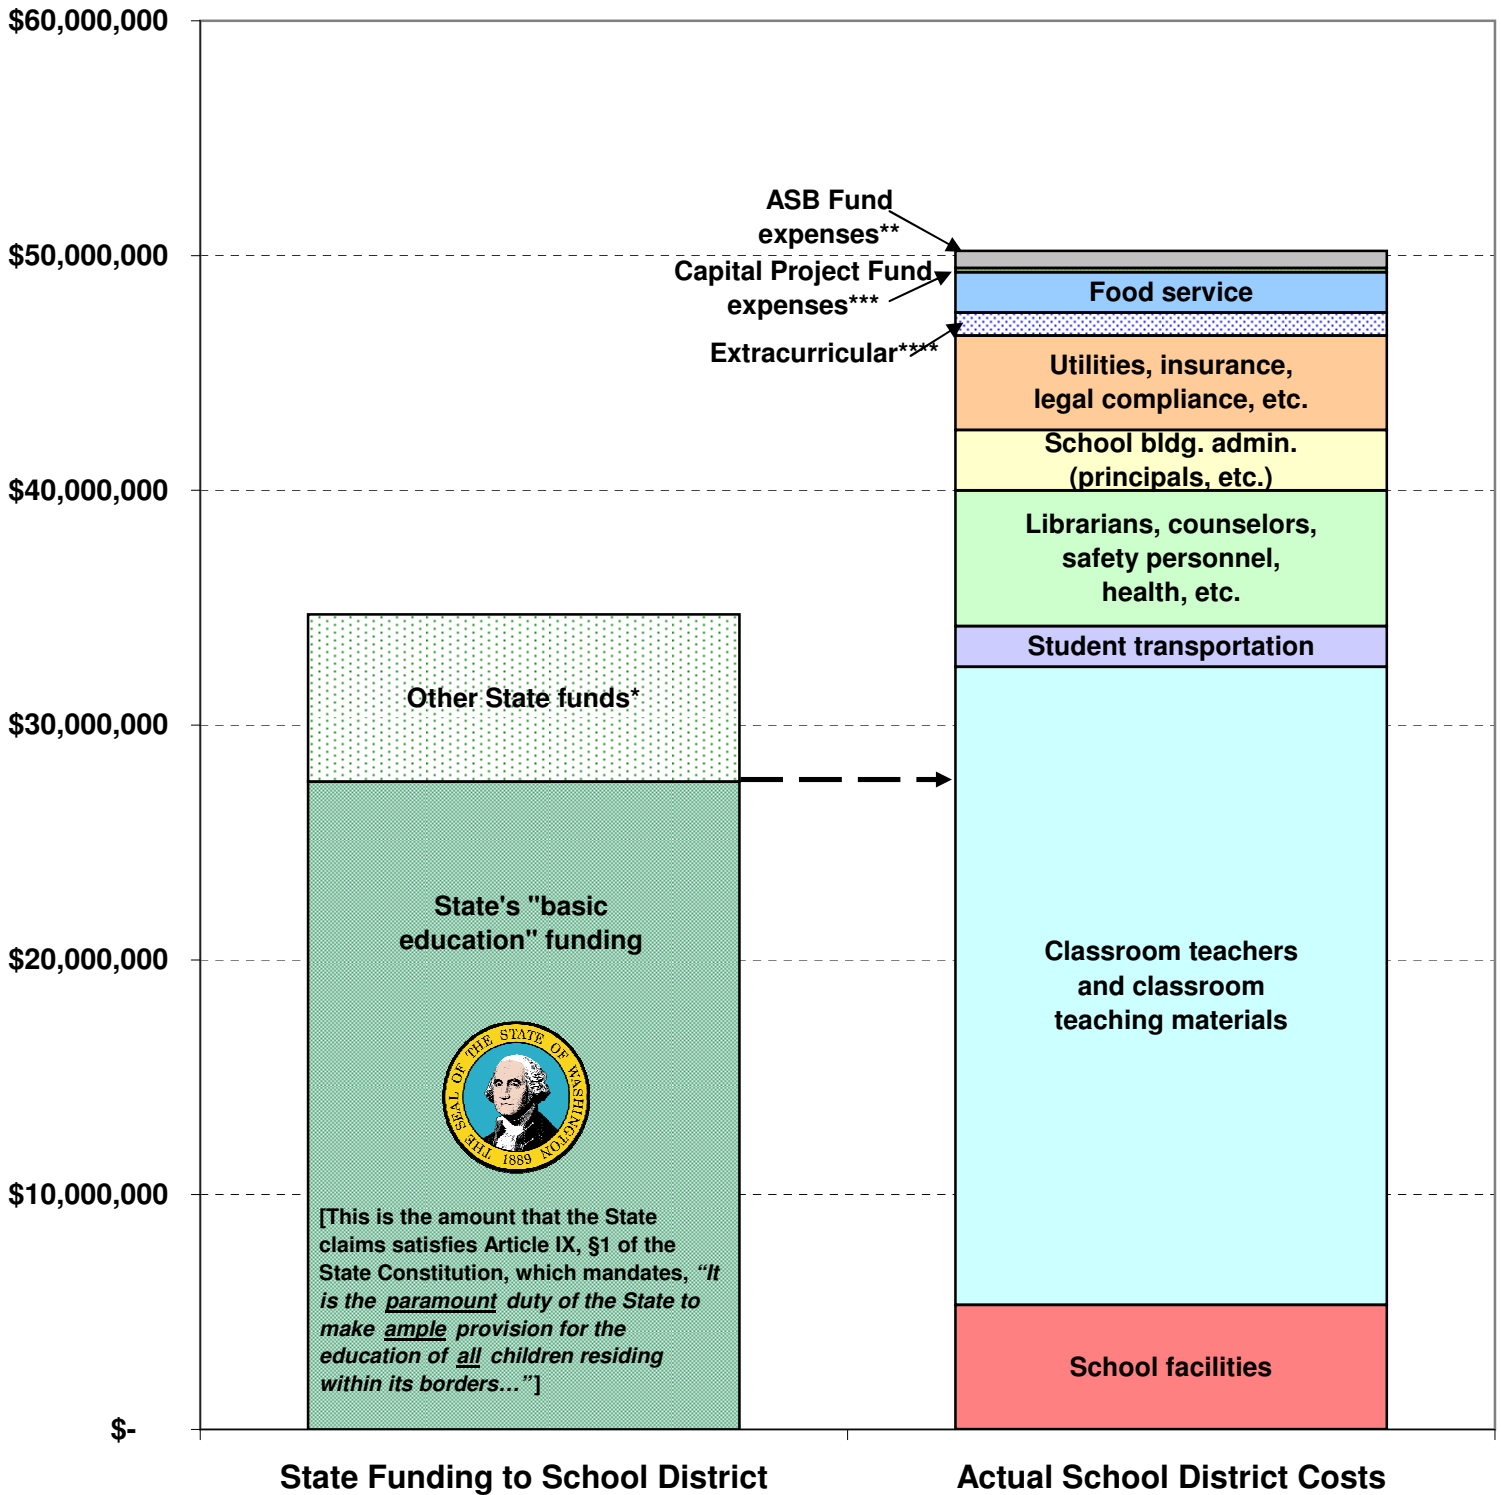 $60,000,000
$50,000,000
$40,000,000
$30,000,000
$20,000,000
$10,000,000
$-
ASB Fund
expenses**
Capital Project Fund
expenses***
Extracurricular****
Food service
Utilities, insurance,
legal compliance, etc.
School bldg. admin.
(principals, etc.)
Librarians, counselors,
safety personnel,
health, etc.
Student transportation
Classroom teachers
and classroom
teaching materials
School facilities
Other State funds*
State's "basic
education" funding
THE SEAL OF THE STATE OF WASHINGTON
1889
[This is the amount that the State
claims satisfies Article IX, §1 of the
State Constitution, which mandates, “It
is the paramount duty of the State to
make ample provision for the
education of all children residing
within its borders…”]
State Funding to School District
Actual School District Costs